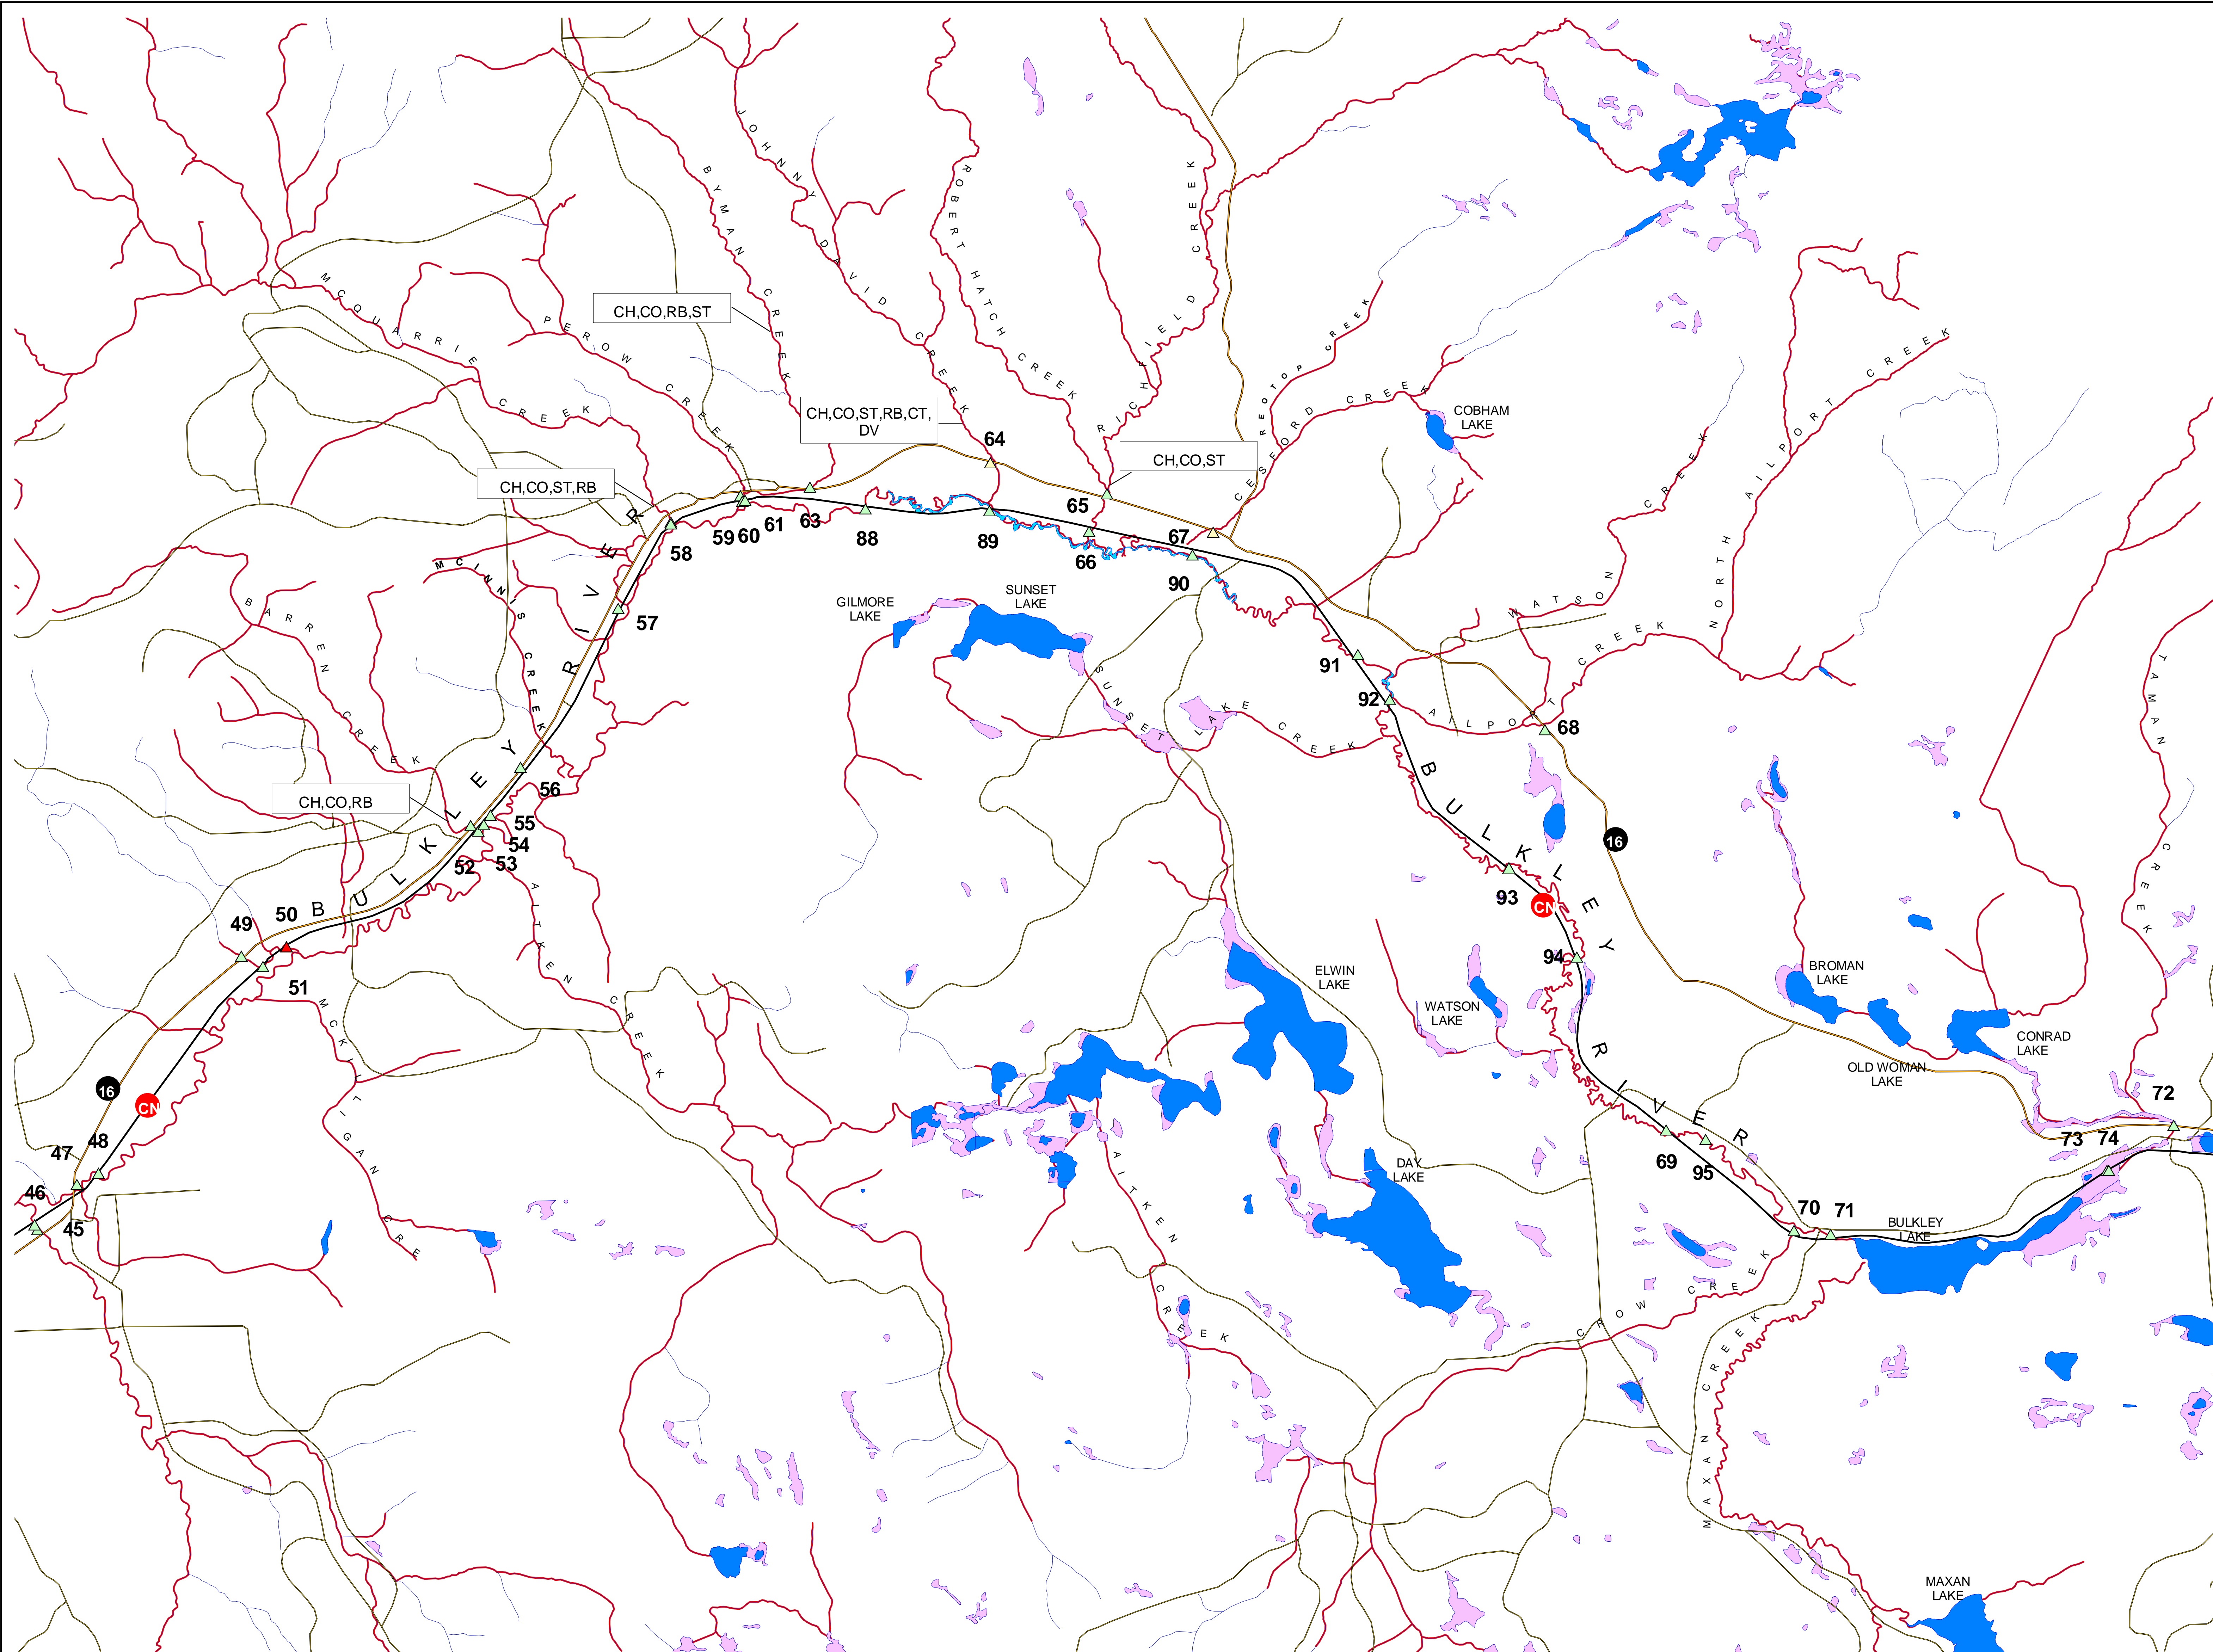 JOHNNY DAVID CREEK
BYMAN CREEK
ROBERT HATCH CREEK
RICHFIELD CREEK
MCQUARRIE CREEK
PEROW CREEK
CH,CO,RB,ST
REOTOP CREEK
CESFORD CREEK
NORTH AILPORT CREEK
CH,CO,ST,RB,CT,
DV
COBHAM
LAKE
64
CH,CO,ST
CH,CO,ST,RB
WATSON CREEK
65
58
59
60
61
63
88
89
66
67
90
MCINNIS CREEK
BARREN CREEK
57
GILMORE
LAKE
SUNSET
LAKE
SUNSET LAKE CREEK
91
92
AILPORT CREEK
68
TAMAN CREEK
BULKLEY RIVER
CH,CO,RB
56
55
54
53
52
16
BULKLEY RIVER
93
CN
94
49
50
51
AITKEN CREEK
MCKILLIGAN CRE
ELWIN
LAKE
WATSON
LAKE
BROMAN
LAKE
CONRAD
LAKE
OLD WOMAN
LAKE
16
CN
72
73
74
47
48
46
45
69
95
70
71
DAY
LAKE
AITKEN CREEK
BULKLEY
LAKE
CROW CREEK
MAXAN CREEK
MAXAN
LAKE